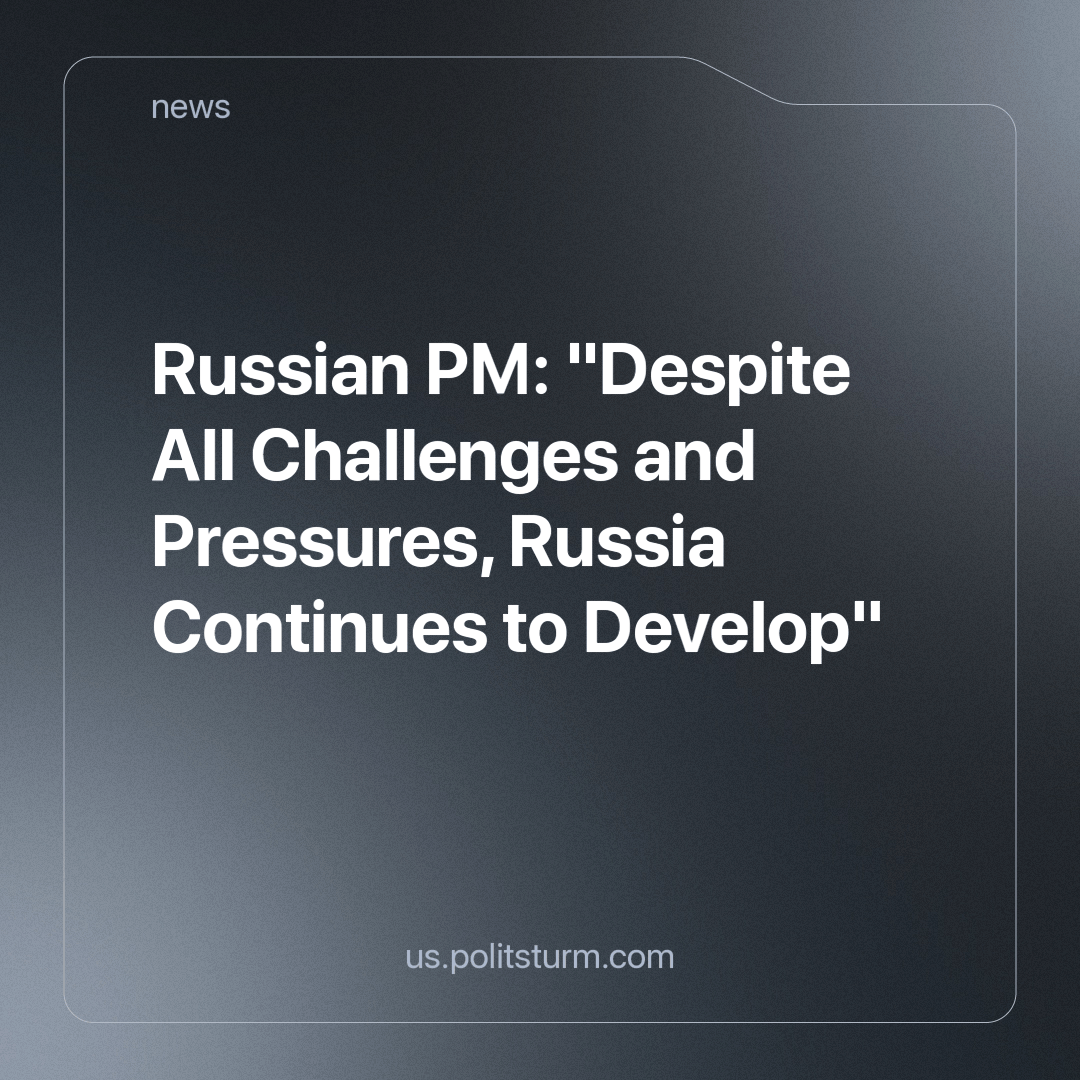 news
Russian PM: "Despite
All Challenges and
Pressures, Russia
Continues to Develop"
us.politsturm.com